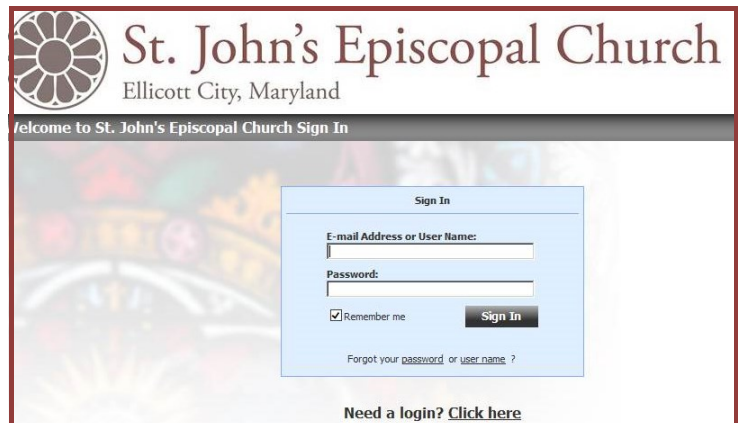 St. John's Episcopal Church
Ellicott City, Maryland
Welcome to St. John's Episcopal Church Sign In
Sign In
E-mail Address or User Name:
Password:
Remember me
Sign In
Forgot your password or user name ?
Need a login? Click here